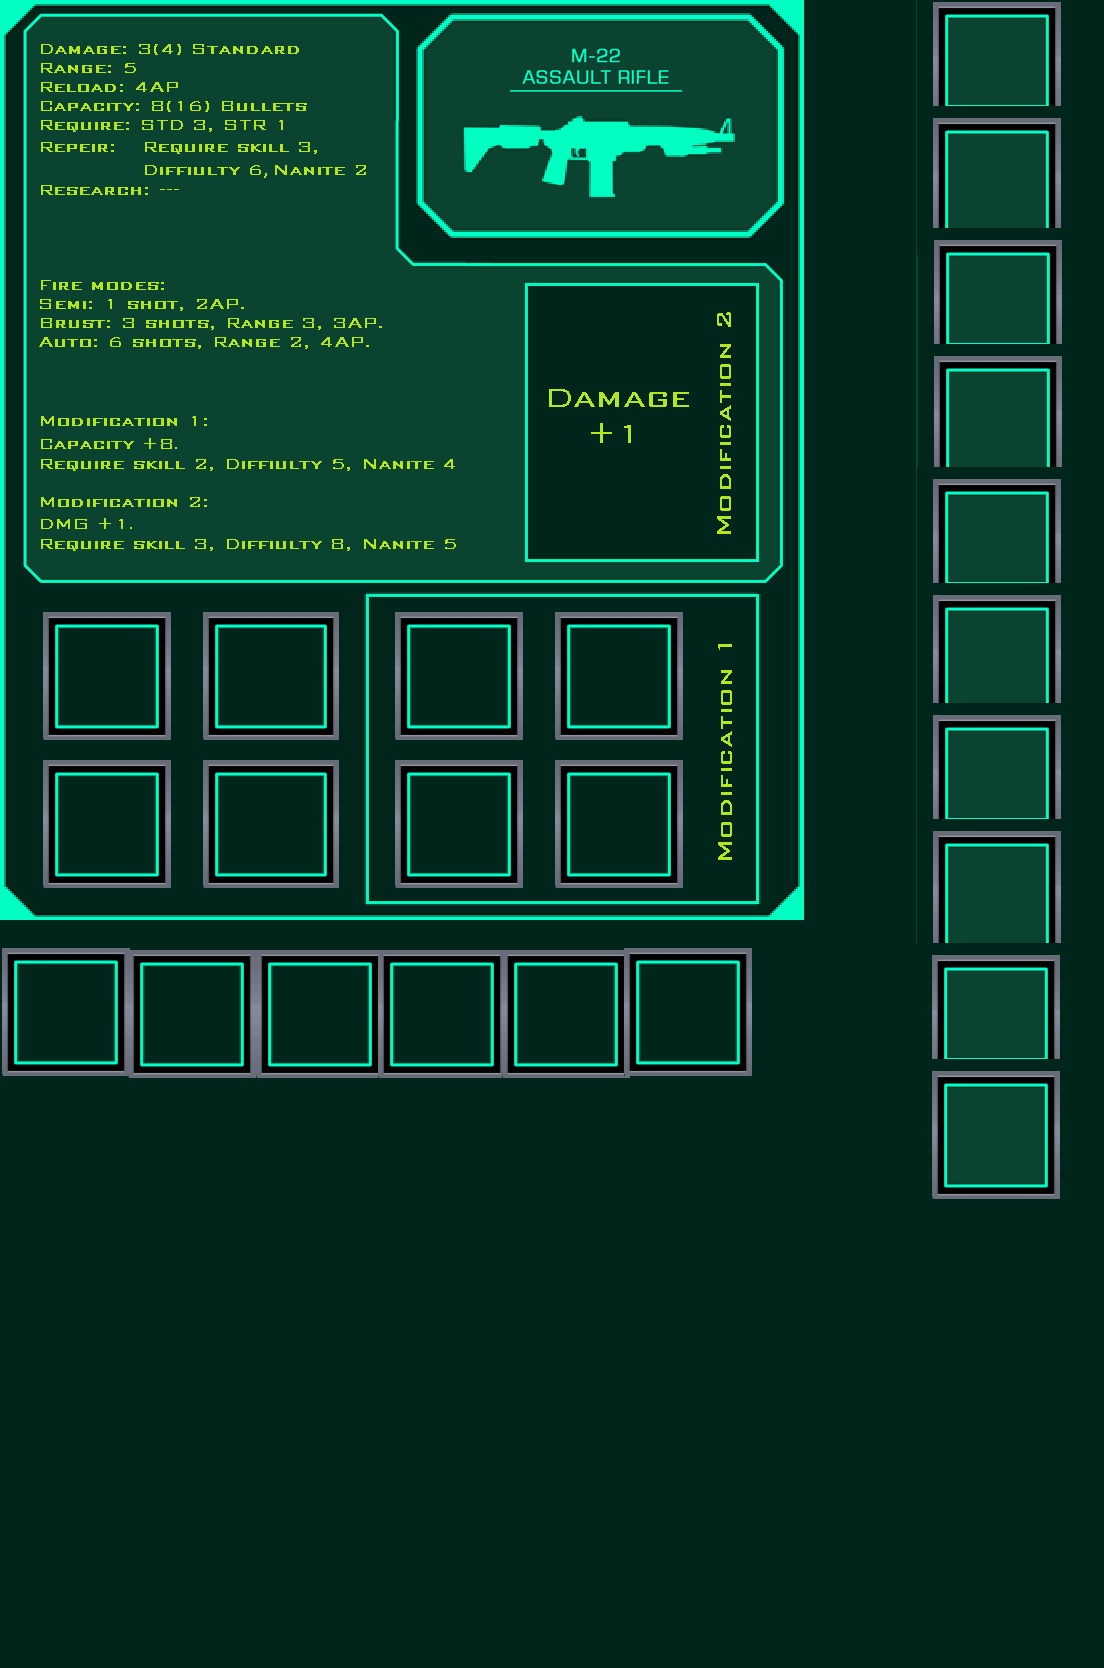 Damage: 3(4) Standard
Range: 5
Reload: 4AP
Capacity: 8(16) Bullets
Require: STD 3, STR 1
Repeir: Require skill 3,
Diffiulty 6, Nanite 2
Research: ---
M-22
ASSAULT RIFLE
Fire modes:
Semi: 1 shot, 2AP.
Brust: 3 shots, Range 3, 3AP.
Auto: 6 shots, Range 2, 4AP.
Modification 1:
Capacity +8.
Require skill 2, Diffiulty 5, Nanite 4
Modification 2:
DMG +1.
Require skill 3, Diffiulty 8, Nanite 5
Damage
+1
Modification 2
Modification 1